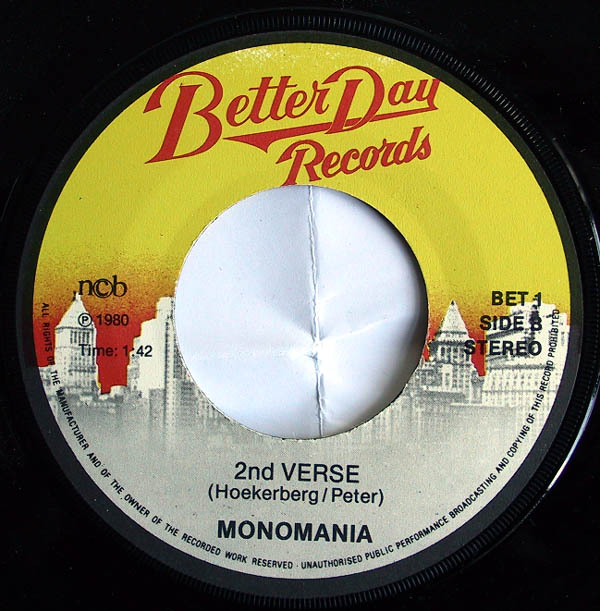 Better Day
Records
ncb
℗ 1980
Time: 1:42
BET 1
SIDE B
STEREO
2nd VERSE
(Hoekerberg/Peter)
MONOMANIA
ALL RIGHTS OF THE MANUFACTURER AND OF THE OWNER OF THE RECORDED WORK RESERVED · UNAUTHORISED PUBLIC PERFORMANCE BROADCASTING AND COPYING OF THIS RECORD PROHIBITED